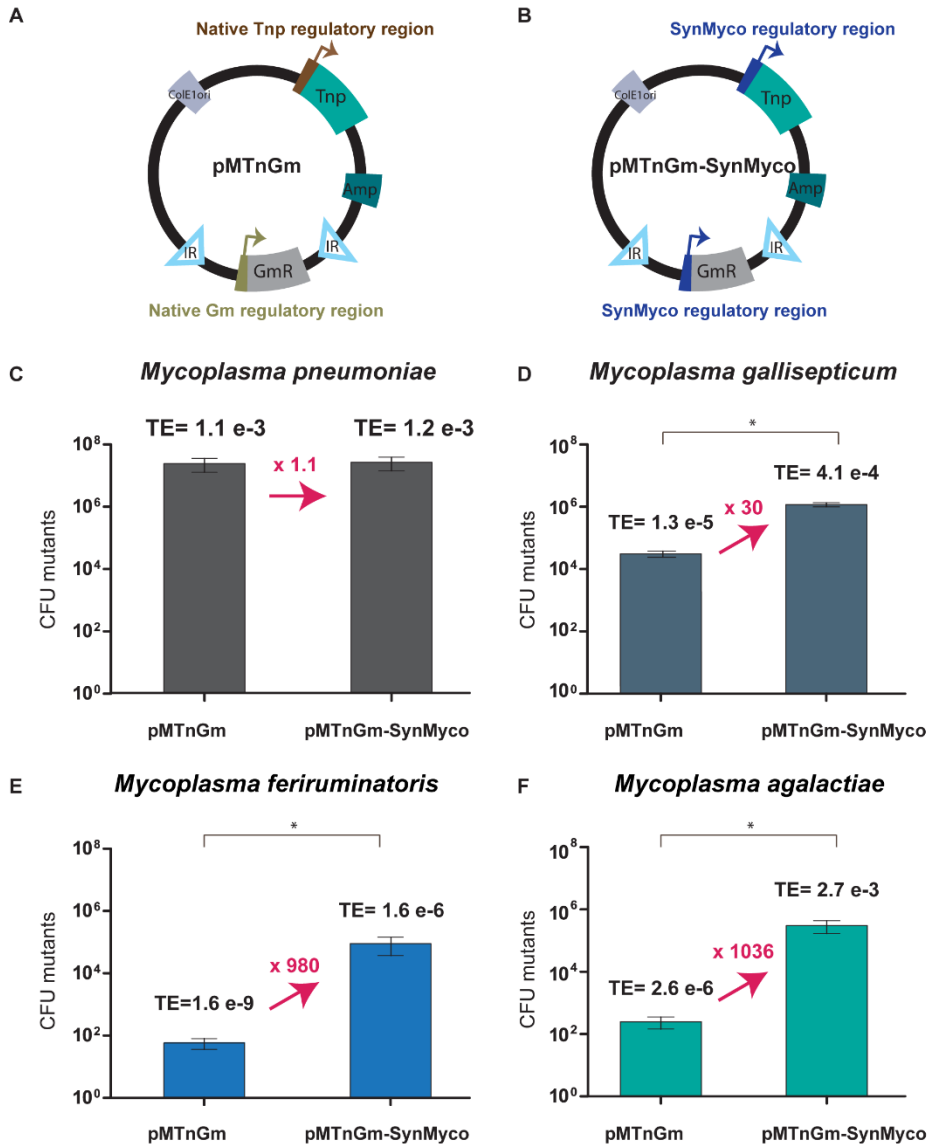 A
Native Tnp regulatory region
ColE1ori
Tnp
pMTnGm
Amp
IR
IR
GmR
Native Gm regulatory region
B
SynMyco regulatory region
ColE1ori
Tnp
pMTnGm-SynMyco
Amp
IR
IR
GmR
SynMyco regulatory region
C
Mycoplasma pneumoniae
TE= 1.1 e-3
TE= 1.2 e-3
x 1.1
CFU mutants
10^8
10^6
10^4
10^2
10^0
pMTnGm
pMTnGm-SynMyco
D
Mycoplasma gallisepticum
*
TE= 4.1 e-4
TE= 1.3 e-5
x 30
CFU mutants
10^8
10^6
10^4
10^2
10^0
pMTnGm
pMTnGm-SynMyco
E
Mycoplasma feriruminatoris
*
TE= 1.6 e-6
x 980
TE=1.6 e-9
CFU mutants
10^8
10^6
10^4
10^2
10^0
pMTnGm
pMTnGm-SynMyco
F
Mycoplasma agalactiae
*
TE= 2.7 e-3
x 1036
TE= 2.6 e-6
CFU mutants
10^8
10^6
10^4
10^2
10^0
pMTnGm
pMTnGm-SynMyco